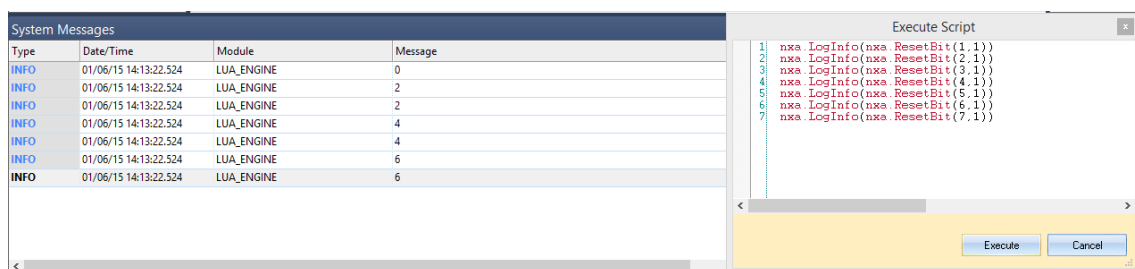 System Messages
Type Date/Time Module Message
INFO 01/06/15 14:13:22.524 LUA_ENGINE 0
INFO 01/06/15 14:13:22.524 LUA_ENGINE 2
INFO 01/06/15 14:13:22.524 LUA_ENGINE 2
INFO 01/06/15 14:13:22.524 LUA_ENGINE 4
INFO 01/06/15 14:13:22.524 LUA_ENGINE 4
INFO 01/06/15 14:13:22.524 LUA_ENGINE 6
INFO 01/06/15 14:13:22.524 LUA_ENGINE 6
Execute Script x
1 nxa.LogInfo(nxa.ResetBit(1,1))
2 nxa.LogInfo(nxa.ResetBit(2,1))
3 nxa.LogInfo(nxa.ResetBit(3,1))
4 nxa.LogInfo(nxa.ResetBit(4,1))
5 nxa.LogInfo(nxa.ResetBit(5,1))
6 nxa.LogInfo(nxa.ResetBit(6,1))
7 nxa.LogInfo(nxa.ResetBit(7,1))
Execute Cancel